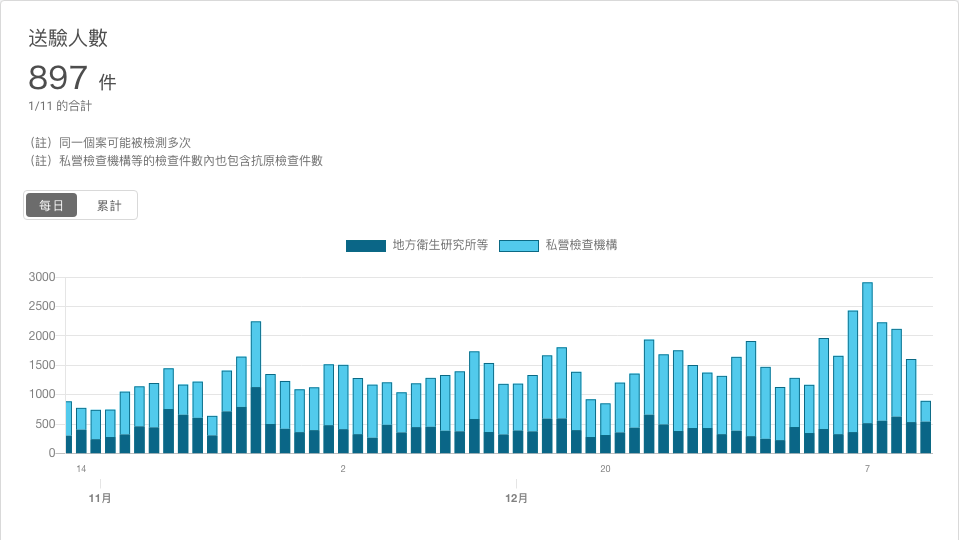 送驗人數
897 件
1/11 的合計
（註）同一個案可能被檢測多次
（註）私營檢查機構等的檢查件數內也包含抗原檢查件數
每日 累計
地方衛生研究所等 私營檢查機構
3000
2500
2000
1500
1000
500
0
14 2 20 7
11月 12月